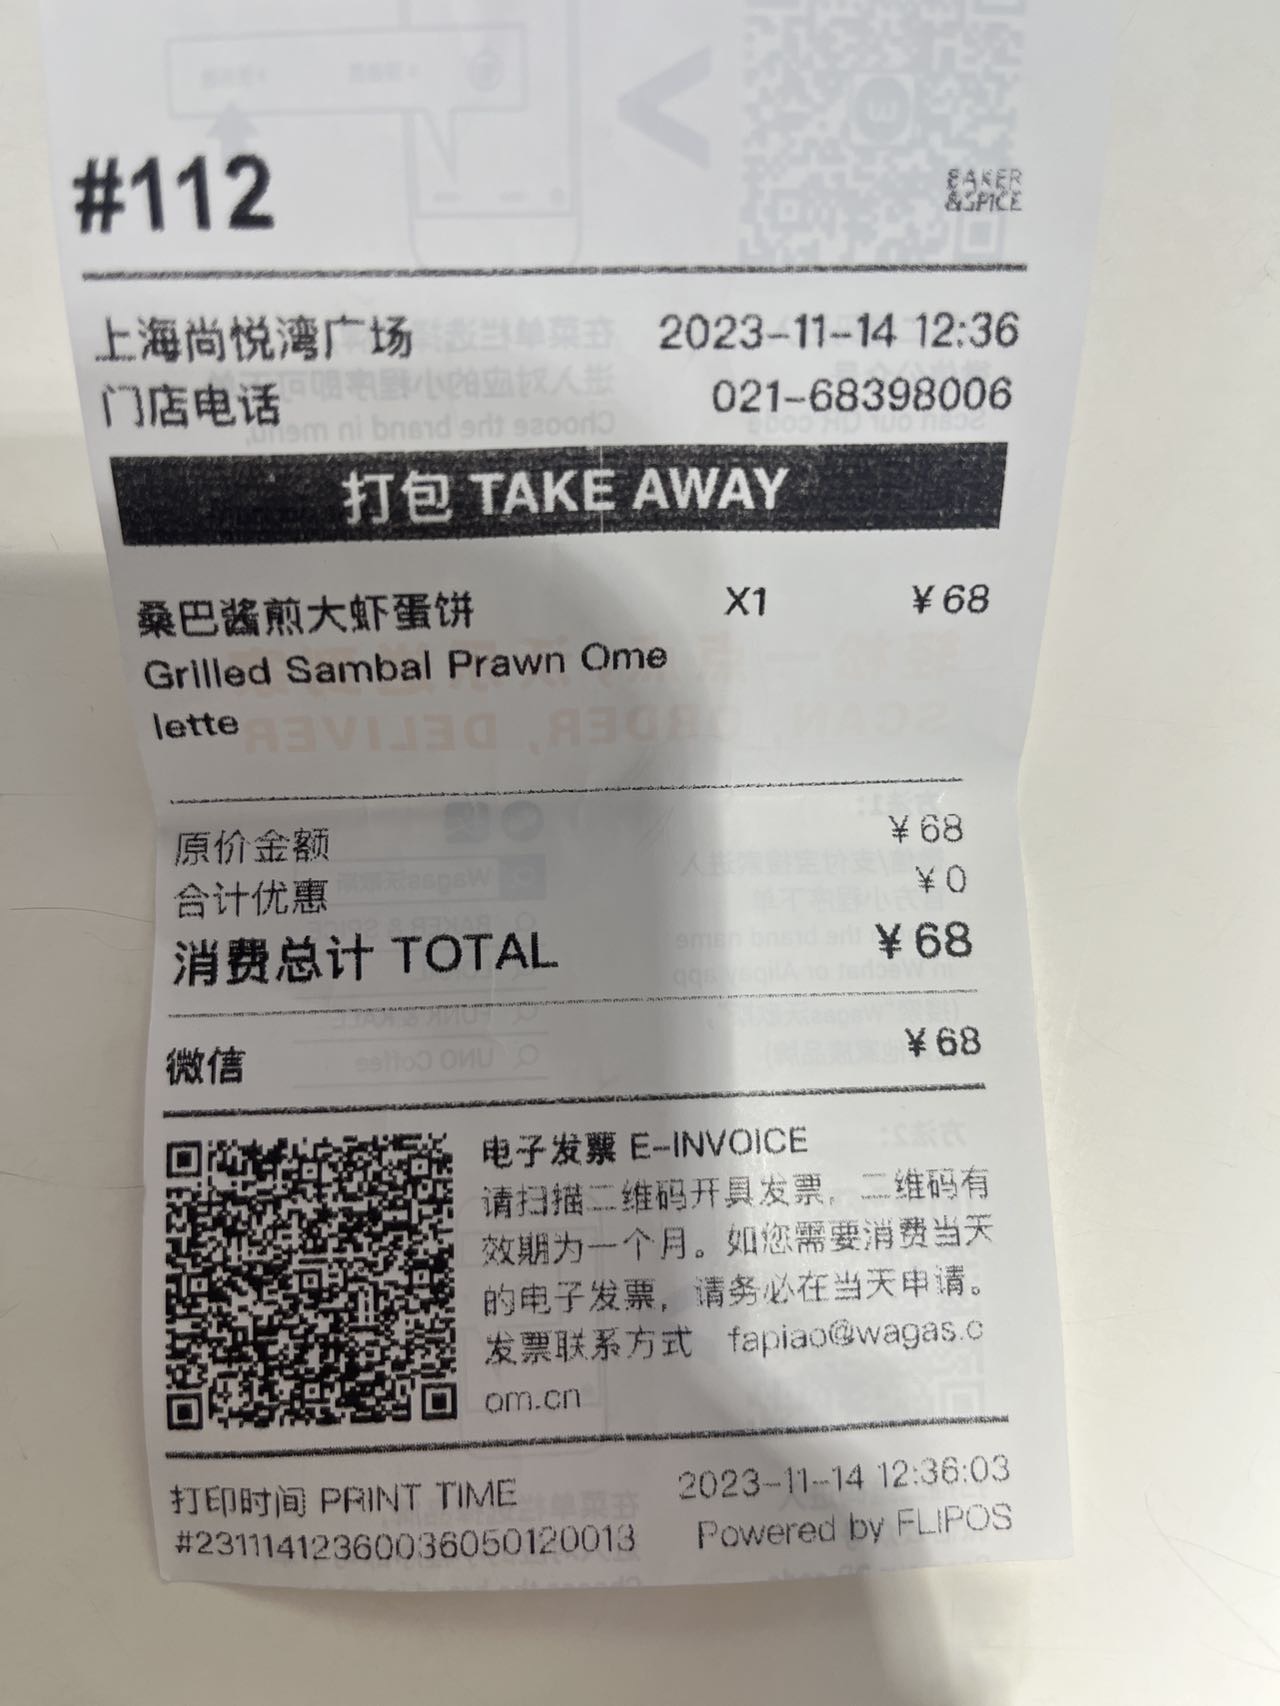 #112
BAKER
&SPICE
上海尚悦湾广场 2023-11-14 12:36
门店电话 021-68398006
打包 TAKE AWAY
桑巴酱煎大虾蛋饼 X1 ¥68
Grilled Sambal Prawn Ome
lette
原价金额 ¥68
合计优惠 ¥0
消费总计 TOTAL ¥68
微信 ¥68
电子发票 E-INVOICE
请扫描二维码开具发票，二维码有
效期为一个月。如您需要消费当天
的电子发票，请务必在当天申请。
发票联系方式 fapiao@wagas.c
om.cn
打印时间 PRINT TIME 2023-11-14 12:36:03
#23111412360036050120013 Powered by FLIPOS